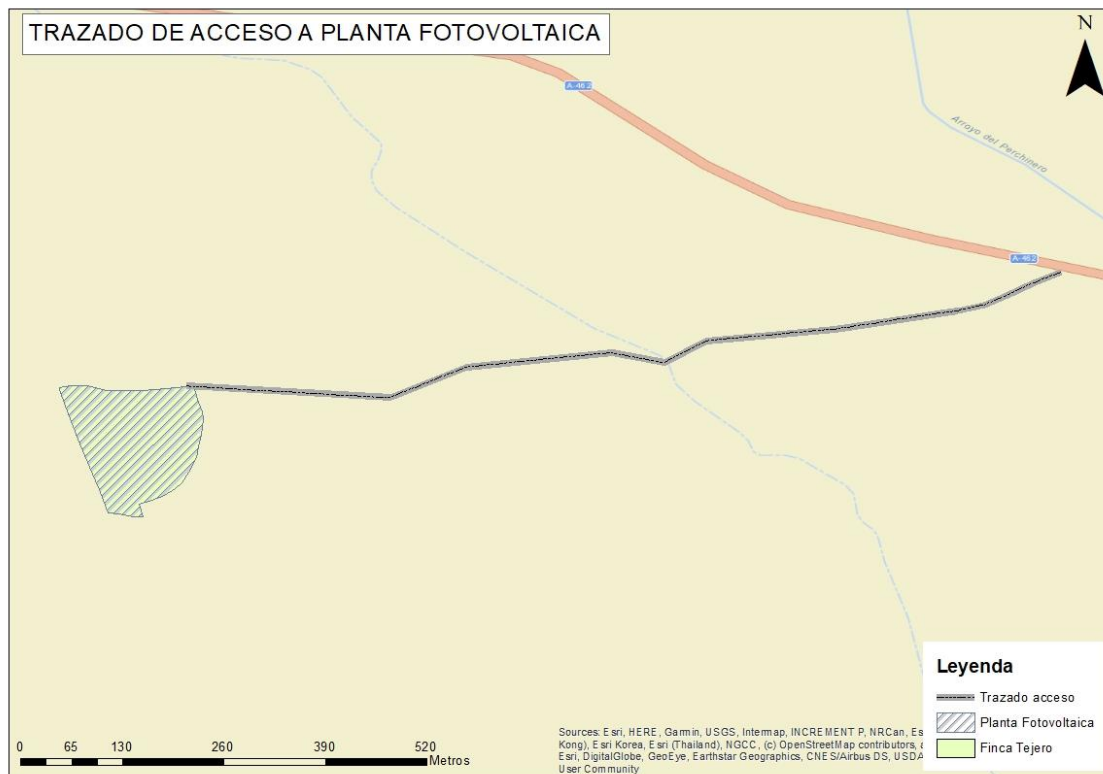 TRAZADO DE ACCESO A PLANTA FOTOVOLTAICA
N
A-462
Arroyo del Perchinero
A-462
Leyenda
Trazado acceso
Planta Fotovoltaica
Finca Tejero
0 65 130 260 390 520
Metros
Sources: Esri, HERE, Garmin, USGS, Intermap, INCREMENT P, NRCan, Es
Kong), Esri Korea, Esri (Thailand), NGCC, (c) OpenStreetMap contributors,
Esri, DigitalGlobe, GeoEye, Earthstar Geographics, CNES/Airbus DS, USDA
User Community